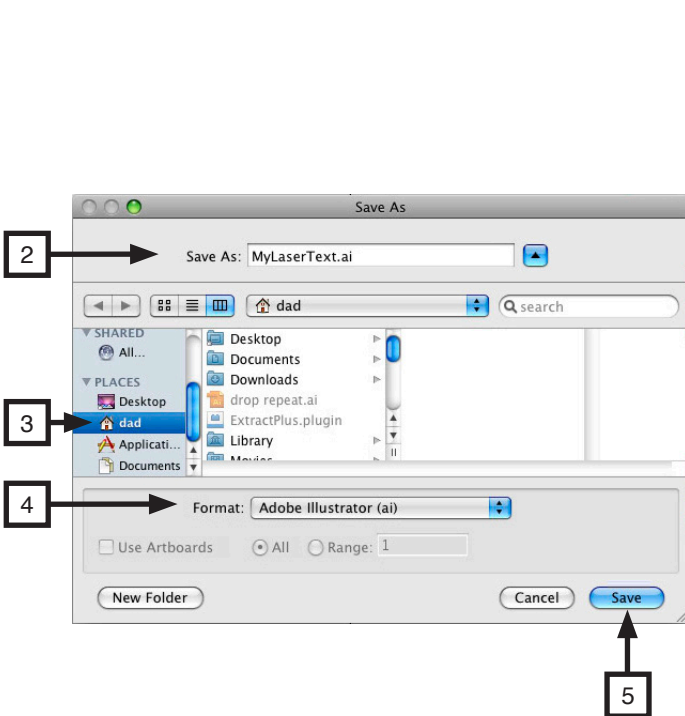 Save As
2
Save As: MyLaserText.ai
dad
search
SHARED
All...
PLACES
Desktop
dad
Applicati...
Documents
Desktop
Documents
Downloads
drop repeat.ai
ExtractPlus.plugin
Library
Movies
3
4
Format: Adobe Illustrator (ai)
Use Artboards All Range: 1
New Folder Cancel Save
5